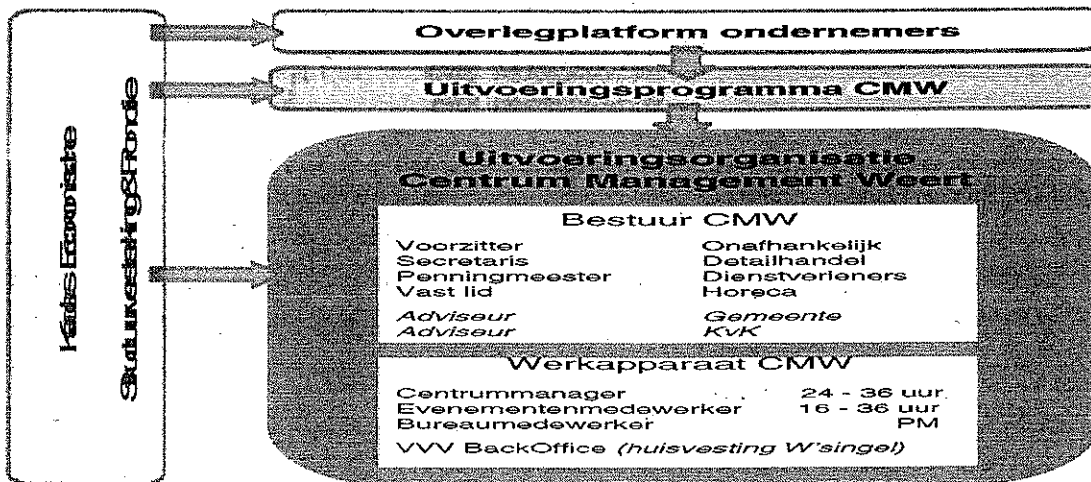 Overlegplatform ondernemers
Uitvoeringsprogramma CMW
Uitvoeringsorganisatie
Centrum Management Weert
Bestuur CMW
Voorzitter Onafhankelijk
Secretaris Detailhandel
Penningmeester Dienstverleners
Vast lid Horeca
Adviseur Gemeente
Adviseur KvK
Werkapparaat CMW
Centrummanager 24 - 36 uur
Evenementenmedewerker 16 - 36 uur
Bureaumedewerker PM
VVV BackOffice (huisvesting W'singel)